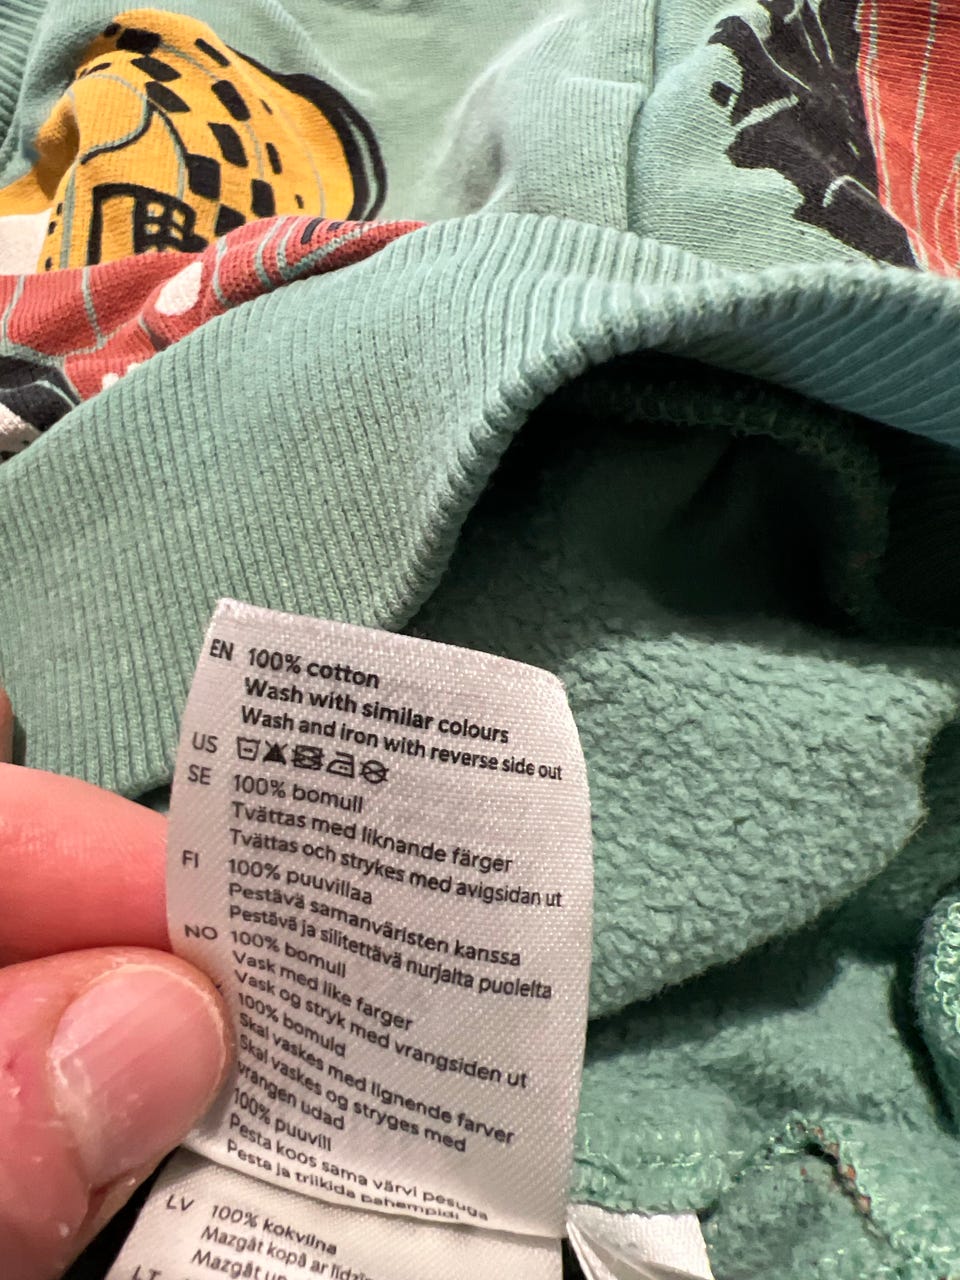 EN 100% cotton
Wash with similar colours
Wash and iron with reverse side out
US
SE 100% bomull
Tvättas med liknande färger
Tvättas och strykes med avigsidan ut
FI 100% puuvillaa
Pestävä samanväristen kanssa
Pestävä ja silitettävä nurjalta puolelta
NO 100% bomull
Vask med like farger
Vask og stryk med vrangsiden ut
100% bomuld
Skal vaskes med lignende farver
Skal vaskes og stryges med
vrangen udad
100% puuvill
Pesta koos sama värvi pesuga
Pesta ja triikida pahempidi
LV 100% kokvilna
Mazgāt kopā ar
Mazgāt un
LT